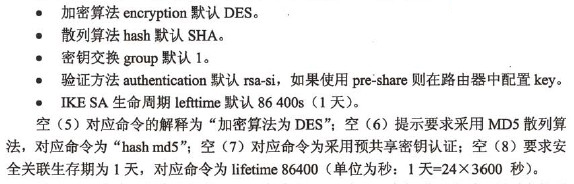 • 加密算法 encryption 默认 DES。
• 散列算法 hash 默认 SHA。
• 密钥交换 group 默认 1。
• 验证方法 authentication 默认 rsa-si，如果使用 pre-share 则在路由器中配置 key。
• IKE SA 生命周期 lefttime 默认 86 400s（1 天）。
空（5）对应命令的解释为“加密算法为 DES”；空（6）提示要求采用 MD5 散列算
法，对应命令为“hash md5”；空（7）对应命令为采用预共享密钥认证；空（8）要求安
全关联生存期为 1 天，对应命令为 lifetime 86400（单位为秒：1 天=24×3600 秒）。